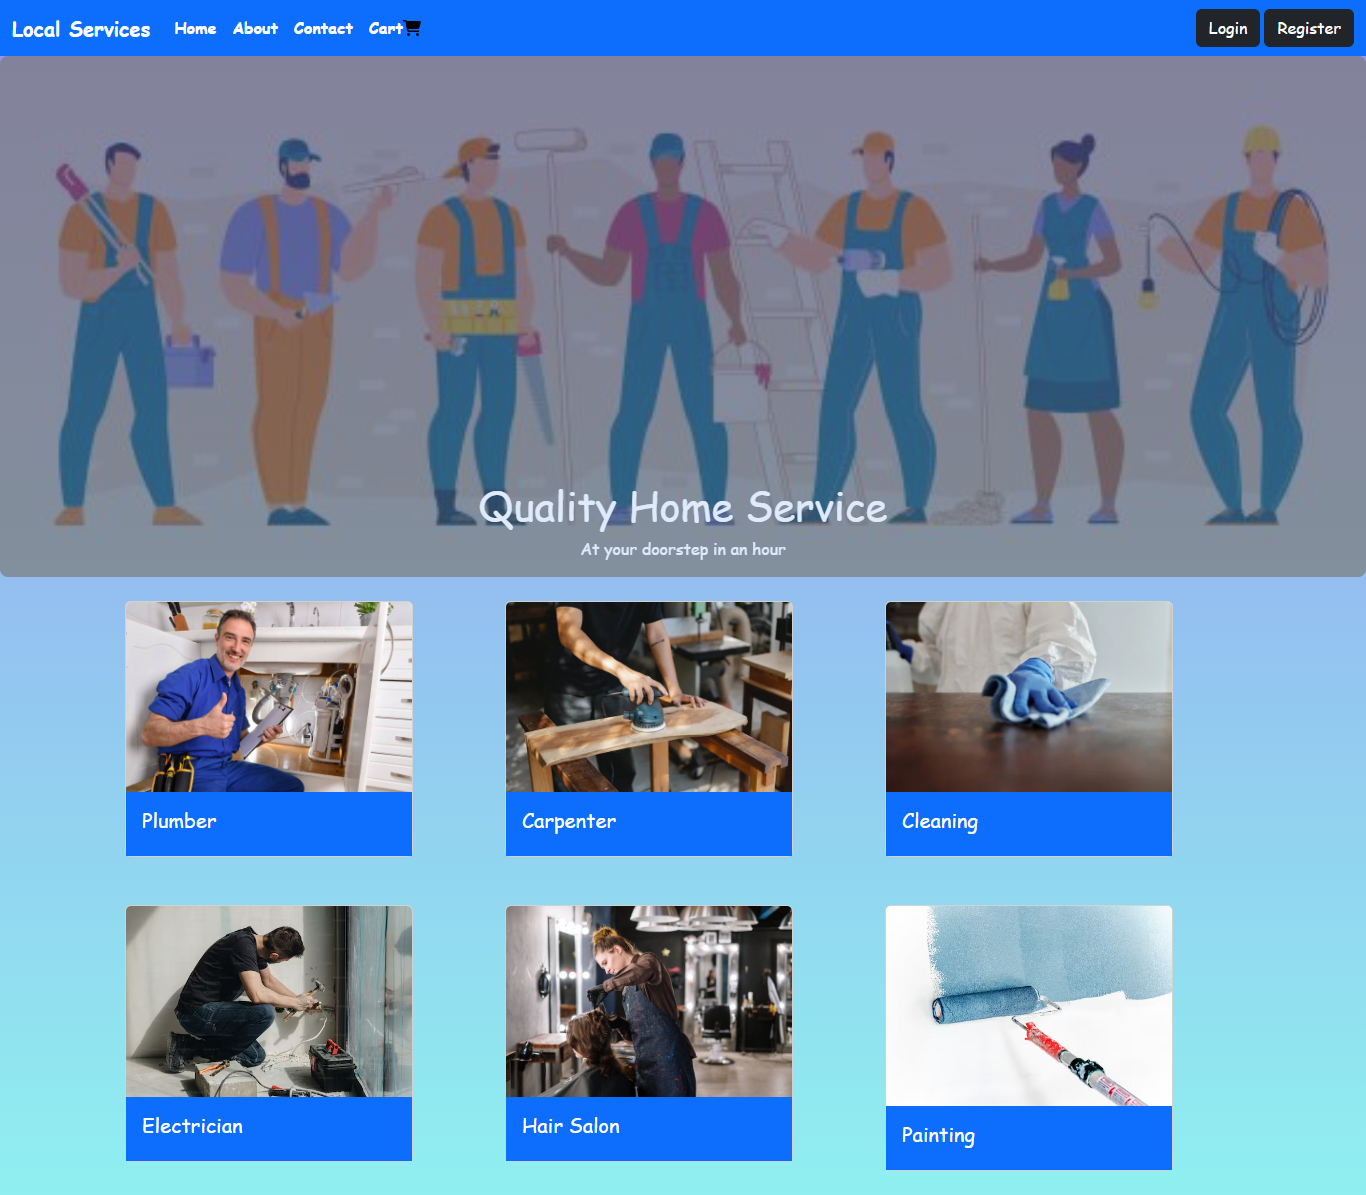 Local Services Home About Contact Cart Login Register
Quality Home Service
At your doorstep in an hour
Plumber Carpenter Cleaning
Electrician Hair Salon Painting